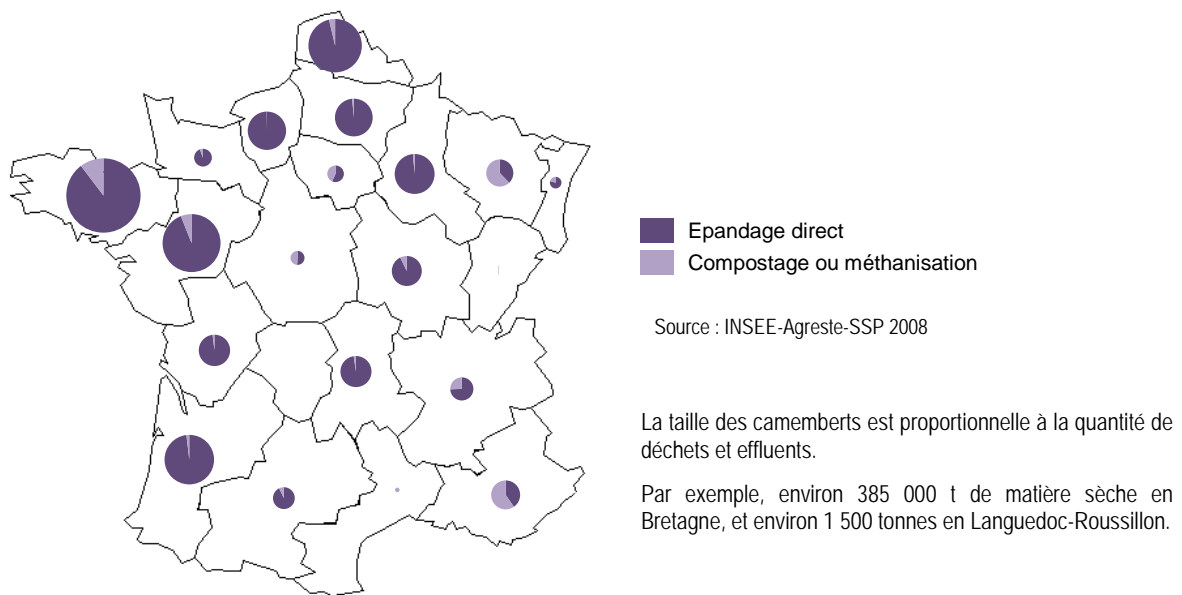 Epandage direct
Compostage ou méthanisation
Source : INSEE-Agreste-SSP 2008
La taille des camemberts est proportionnelle à la quantité de
déchets et effluents.
Par exemple, environ 385 000 t de matière sèche en
Bretagne, et environ 1 500 tonnes en Languedoc-Roussillon.